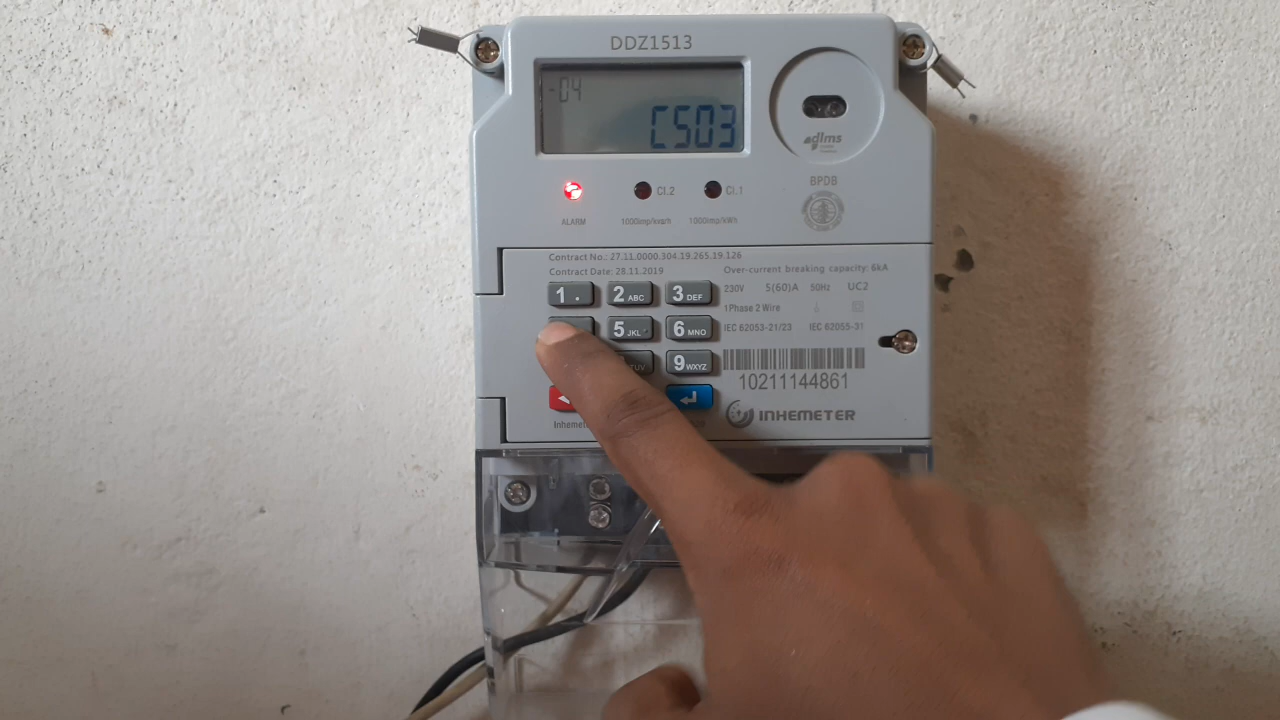 DDZ1513
-04
C503
dlms
ALARM
Cl.2
1000imp/kvarh
Cl.1
1000imp/kWh
BPDB
Contract No.: 27.11.0000.304.19.265.19.126
Contract Date: 28.11.2019
Over-current breaking capacity: 6kA
230V 5(60)A 50Hz UC2
1Phase 2 Wire
IEC 62053-21/23 IEC 62055-31
1 . 2 ABC 3 DEF
5 JKL 6 MNO
TUV 9 WXYZ
10211144861
INHEMETER